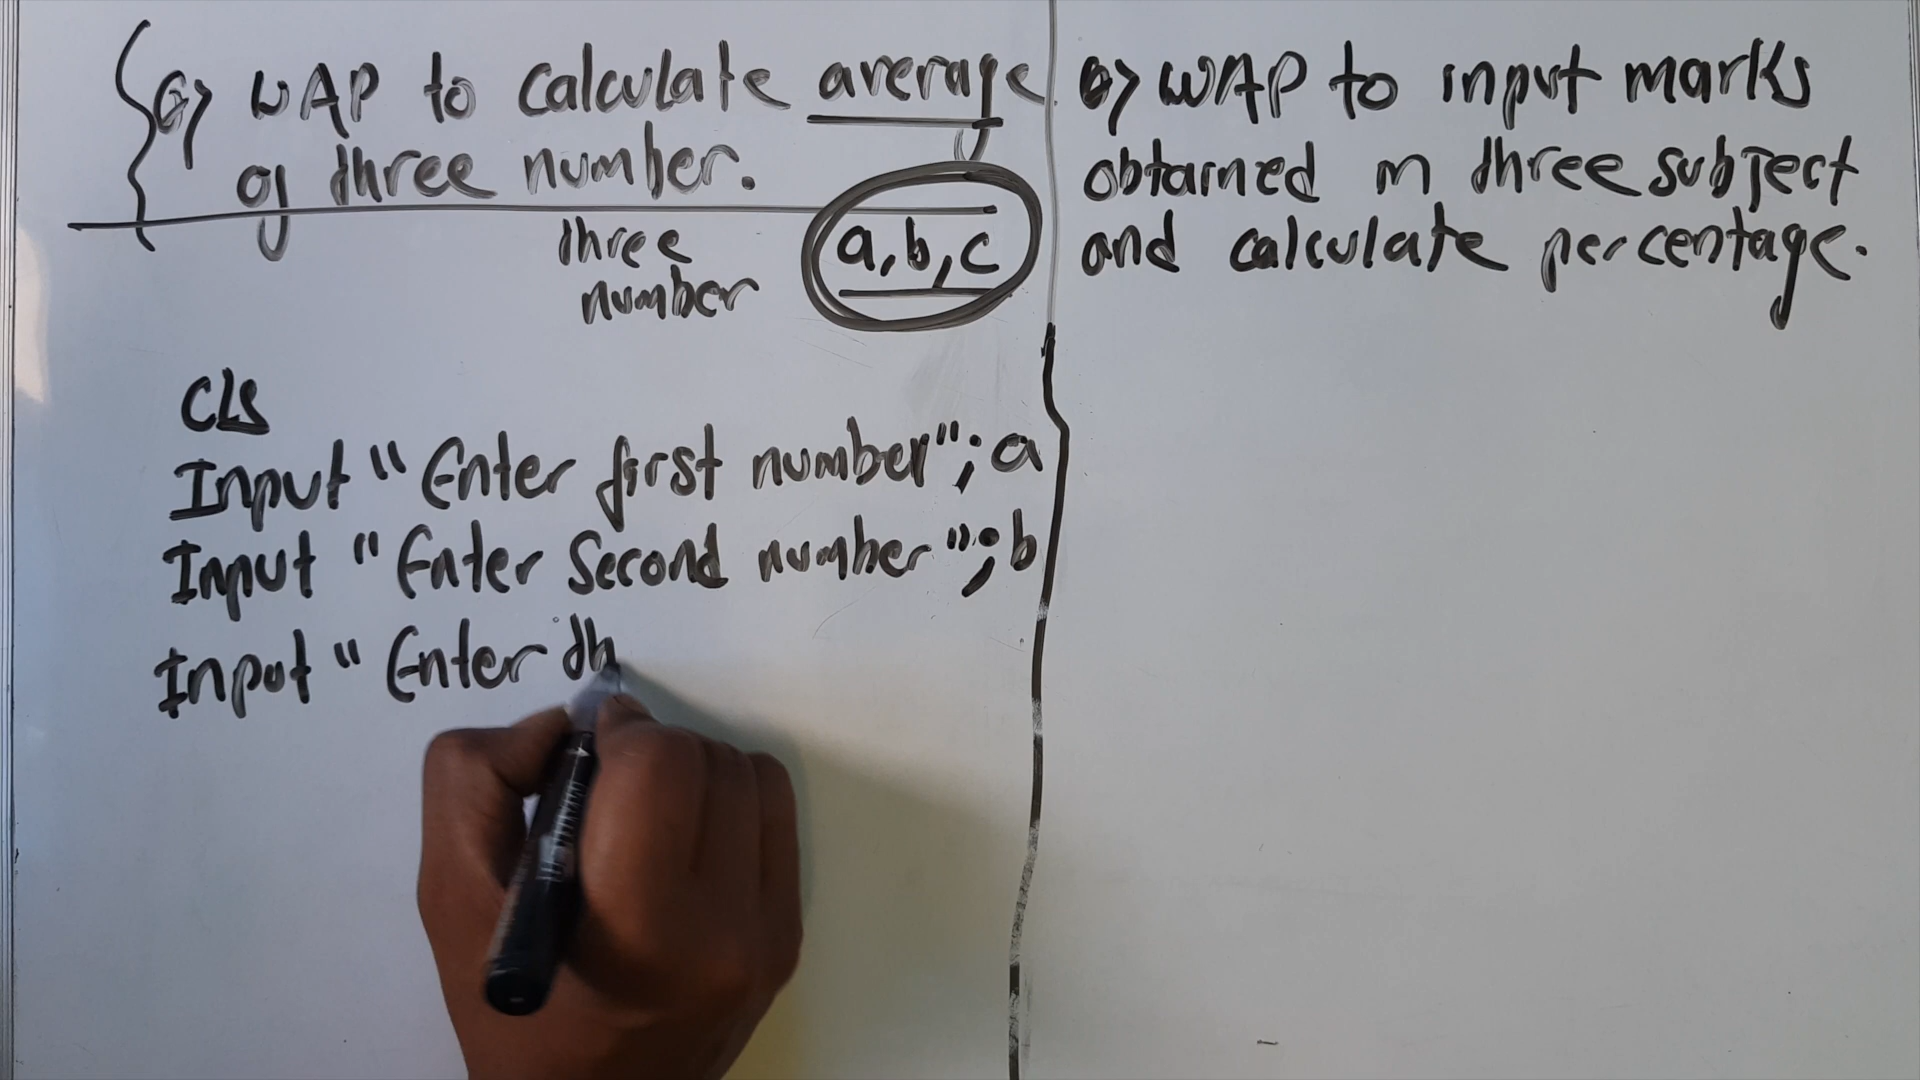 Q> WAP to calculate average
of three number.
three
number
a, b, c
CLS
Input "Enter first number"; a
Input "Enter Second number"; b
Input "Enter th
Q> WAP to input marks
obtained in three subject
and calculate percentage.